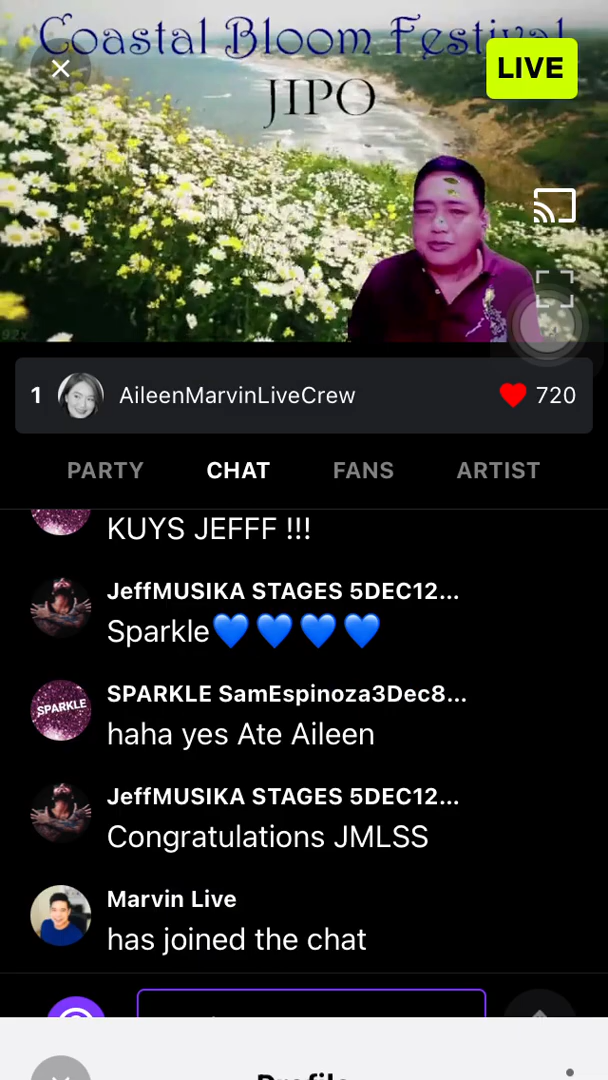 Coastal Bloom Festival
LIVE
JIPO
1 AileenMarvinLiveCrew 720
PARTY CHAT FANS ARTIST
KUYS JEFFF !!!
JeffMUSIKA STAGES 5DEC12...
Sparkle💙💙💙💙
SPARKLE
SPARKLE SamEspinoza3Dec8...
haha yes Ate Aileen
JeffMUSIKA STAGES 5DEC12...
Congratulations JMLSS
Marvin Live
has joined the chat
Profile